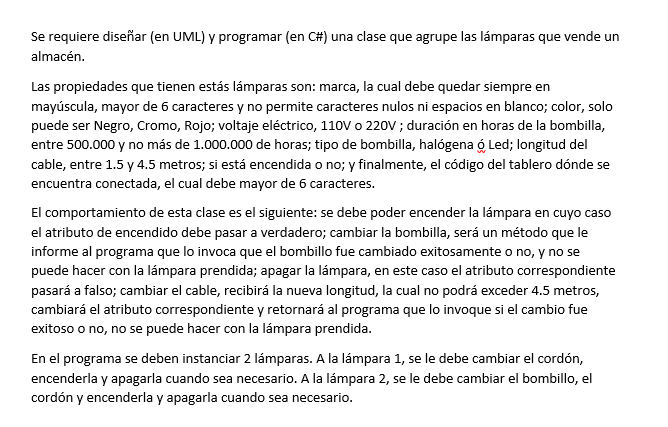 Se requiere diseñar (en UML) y programar (en C#) una clase que agrupe las lámparas que vende un
almacén.
Las propiedades que tienen estás lámparas son: marca, la cual debe quedar siempre en
mayúscula, mayor de 6 caracteres y no permite caracteres nulos ni espacios en blanco; color, solo
puede ser Negro, Cromo, Rojo; voltaje eléctrico, 110V o 220V ; duración en horas de la bombilla,
entre 500.000 y no más de 1.000.000 de horas; tipo de bombilla, halógena ó Led; longitud del
cable, entre 1.5 y 4.5 metros; si está encendida o no; y finalmente, el código del tablero dónde se
encuentra conectada, el cual debe mayor de 6 caracteres.
El comportamiento de esta clase es el siguiente: se debe poder encender la lámpara en cuyo caso
el atributo de encendido debe pasar a verdadero; cambiar la bombilla, será un método que le
informe al programa que lo invoca que el bombillo fue cambiado exitosamente o no, y no se
puede hacer con la lámpara prendida; apagar la lámpara, en este caso el atributo correspondiente
pasará a falso; cambiar el cable, recibirá la nueva longitud, la cual no podrá exceder 4.5 metros,
cambiará el atributo correspondiente y retornará al programa que lo invoque si el cambio fue
exitoso o no, no se puede hacer con la lámpara prendida.
En el programa se deben instanciar 2 lámparas. A la lámpara 1, se le debe cambiar el cordón,
encenderla y apagarla cuando sea necesario. A la lámpara 2, se le debe cambiar el bombillo, el
cordón y encenderla y apagarla cuando sea necesario.